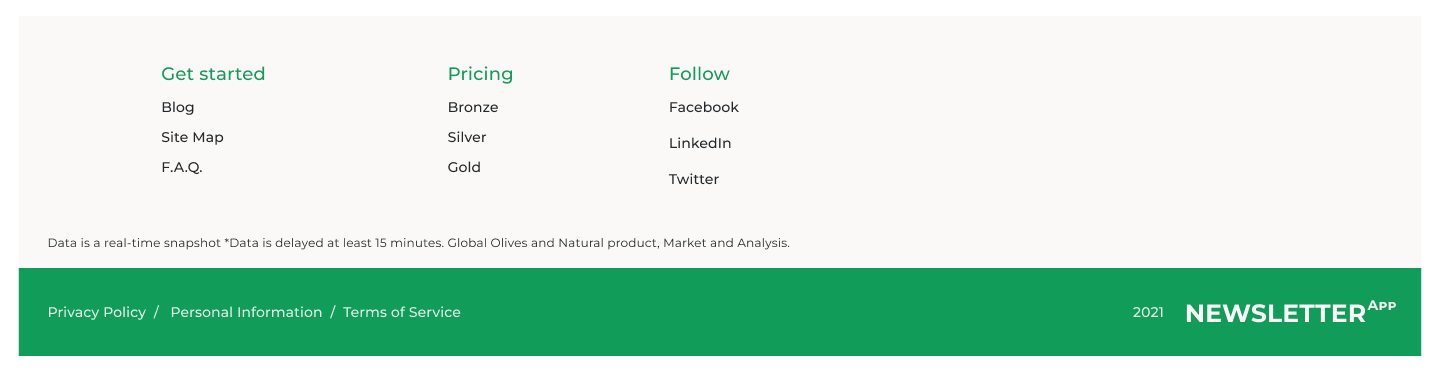 Get started
Blog
Site Map
F.A.Q.
Pricing
Bronze
Silver
Gold
Follow
Facebook
LinkedIn
Twitter
Data is a real-time snapshot *Data is delayed at least 15 minutes. Global Olives and Natural product, Market and Analysis.
Privacy Policy / Personal Information / Terms of Service
2021 NEWSLETTER App